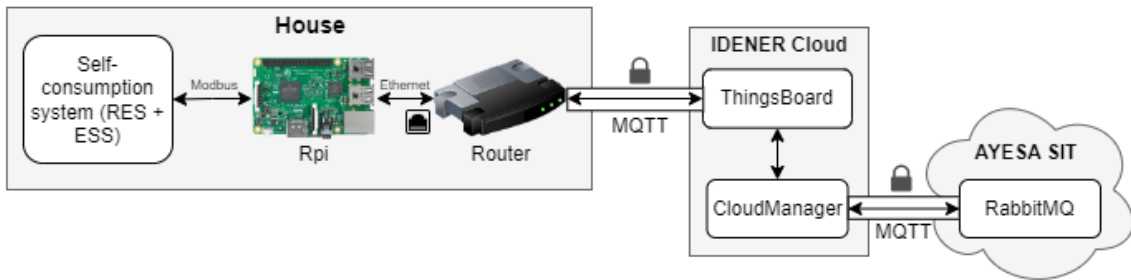 House
Self-
consumption
system (RES +
ESS)
Modbus
Rpi
Ethernet
Router
MQTT
IDENER Cloud
ThingsBoard
CloudManager
MQTT
AYESA SIT
RabbitMQ